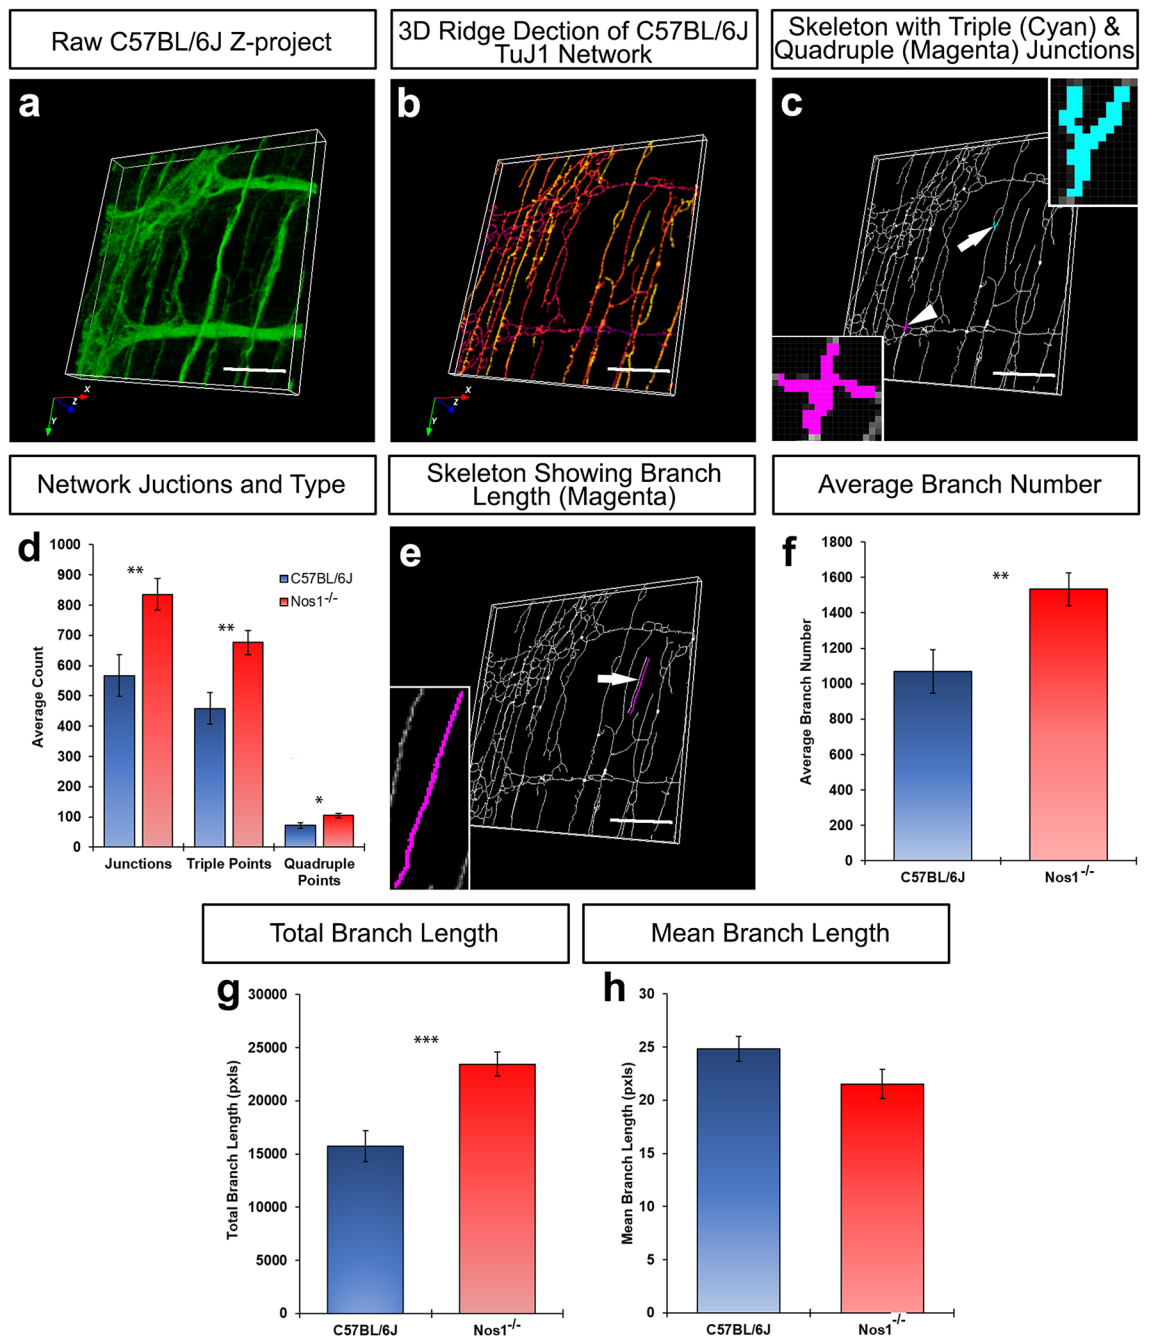 Raw C57BL/6J Z-project
3D Ridge Dection of C57BL/6J
TuJ1 Network
Skeleton with Triple (Cyan) &
Quadruple (Magenta) Junctions
a
X
Z
Y
b
X
Z
Y
c
Network Juctions and Type
Skeleton Showing Branch
Length (Magenta)
Average Branch Number
d
1000
900
800
700
600
500
400
300
200
100
0
Average Count
**
**
*
C57BL/6J
Nos1-/-
Junctions
Triple Points
Quadruple
Points
e
f
1800
1600
1400
1200
1000
800
600
400
200
0
Average Branch Number
**
C57BL/6J
Nos1-/-
Total Branch Length
Mean Branch Length
g
30000
25000
20000
15000
10000
5000
0
Total Branch Length (pxls)
***
C57BL/6J
Nos1-/-
h
30
25
20
15
10
5
0
Mean Branch Length (pxls)
C57BL/6J
Nos1-/-